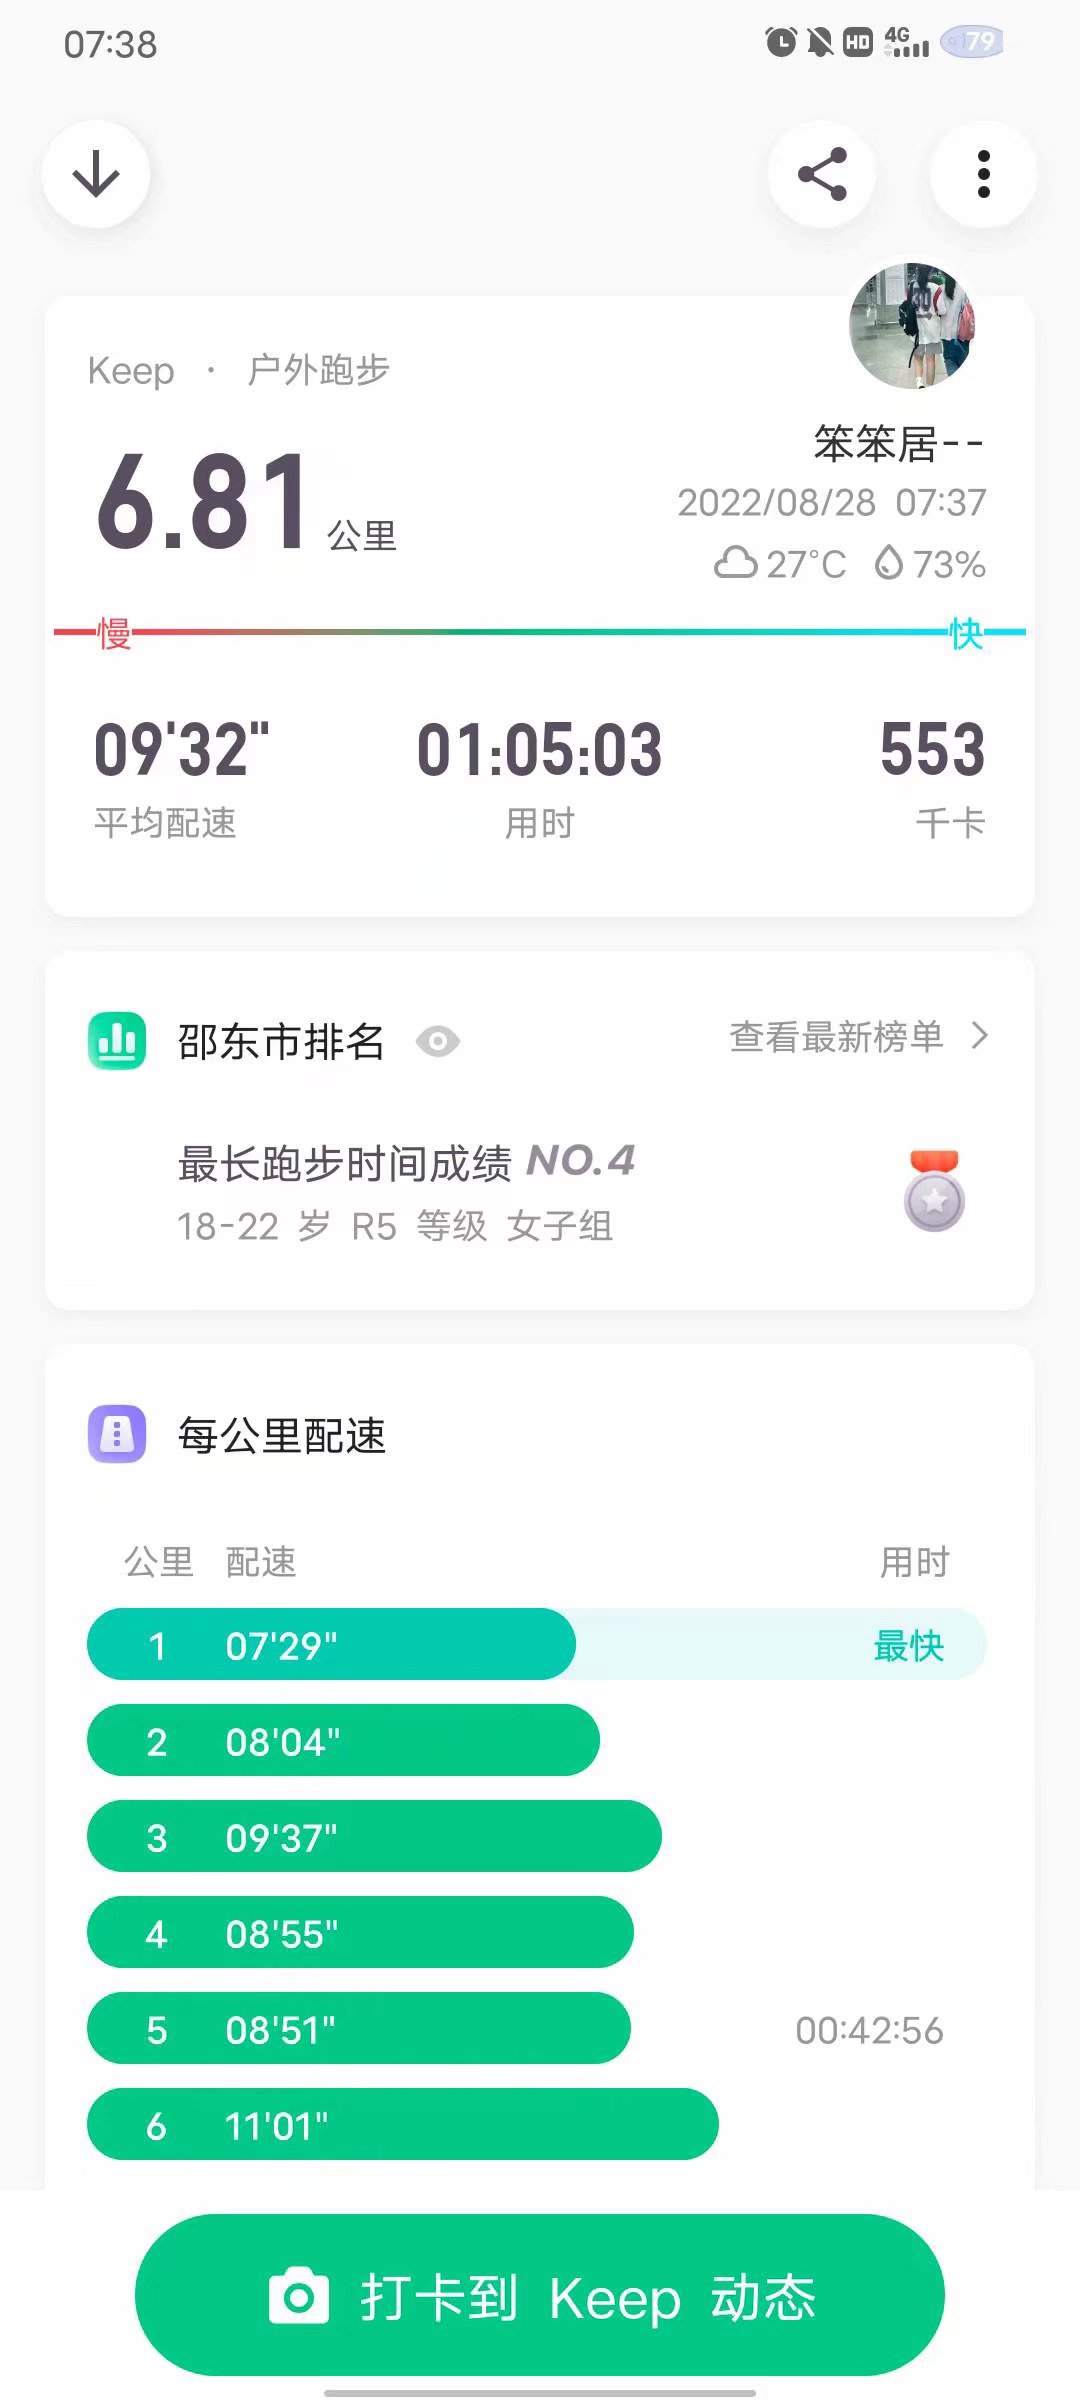 07:38
HD 4G 79
Keep · 户外跑步
笨笨居--
6.81 公里
2022/08/28 07:37
27°C 73%
慢 快
09'32" 01:05:03 553
平均配速 用时 千卡
邵东市排名 查看最新榜单
最长跑步时间成绩 NO.4
18-22 岁 R5 等级 女子组
每公里配速
公里 配速 用时
1 07'29" 最快
2 08'04"
3 09'37"
4 08'55"
5 08'51" 00:42:56
6 11'01"
打卡到 Keep 动态